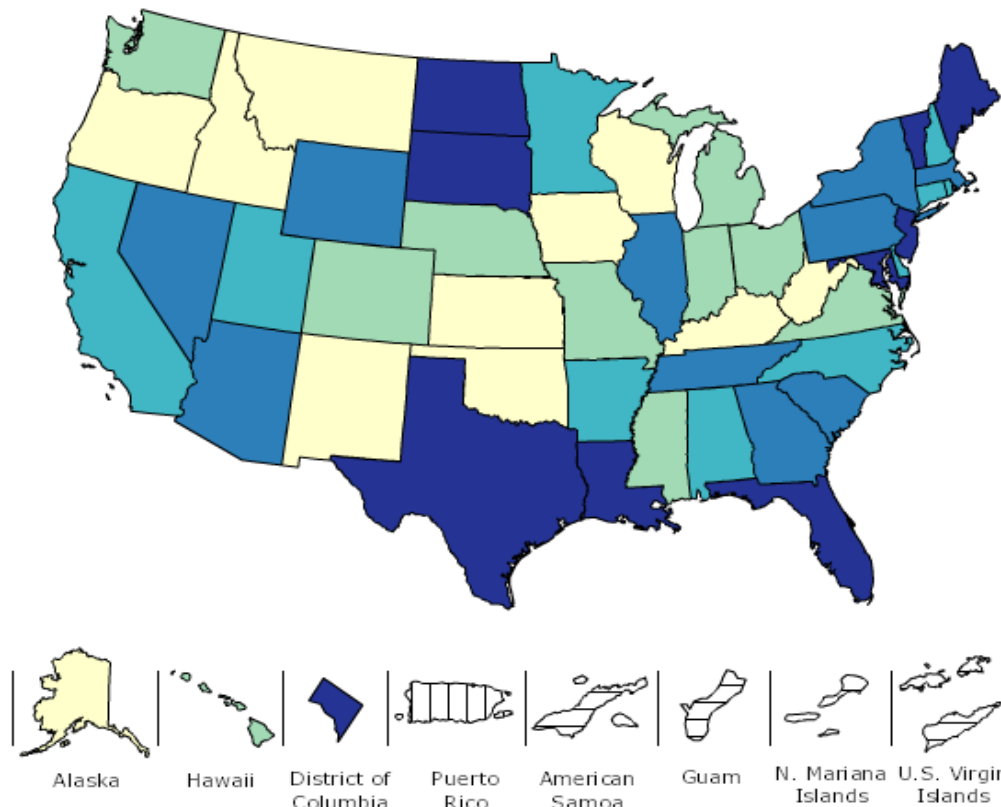 Alaska
Hawaii
District of
Columbia
Puerto
Rico
American
Samoa
Guam
N. Mariana
Islands
U.S. Virgin
Islands